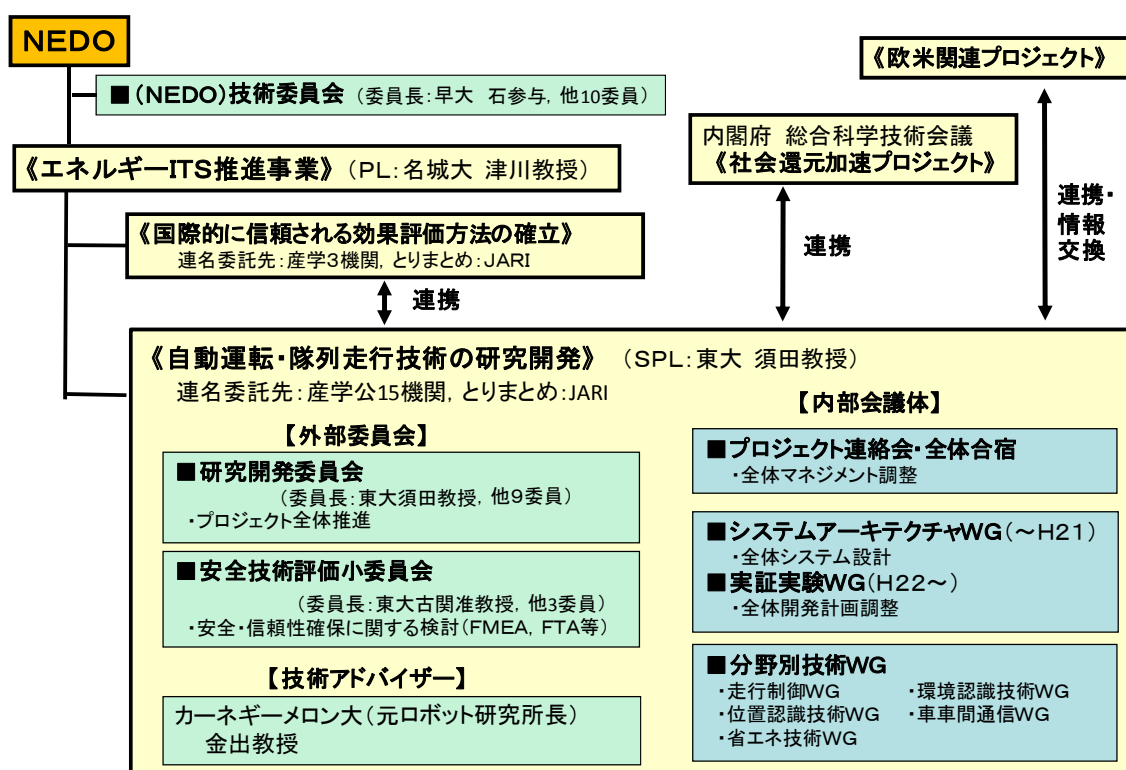 NEDO
■(NEDO)技術委員会 (委員長:早大 石参与, 他10委員)
《エネルギーITS推進事業》(PL:名城大 津川教授)
《国際的に信頼される効果評価方法の確立》
連名委託先:産学3機関, とりまとめ:JARI
連携
《欧米関連プロジェクト》
内閣府 総合科学技術会議
《社会還元加速プロジェクト》
連携
連携・
情報
交換
《自動運転・隊列走行技術の研究開発》 (SPL:東大 須田教授)
連名委託先:産学公15機関, とりまとめ:JARI
【外部委員会】
■研究開発委員会
(委員長:東大須田教授, 他9委員)
・プロジェクト全体推進
■安全技術評価小委員会
(委員長:東大古関准教授, 他3委員)
・安全・信頼性確保に関する検討(FMEA, FTA等)
【技術アドバイザー】
カーネギーメロン大(元ロボット研究所長)
金出教授
【内部会議体】
■プロジェクト連絡会・全体合宿
・全体マネジメント調整
■システムアーキテクチャWG(~H21)
・全体システム設計
■実証実験WG(H22~)
・全体開発計画調整
■分野別技術WG
・走行制御WG ・環境認識技術WG
・位置認識技術WG ・車車間通信WG
・省エネ技術WG